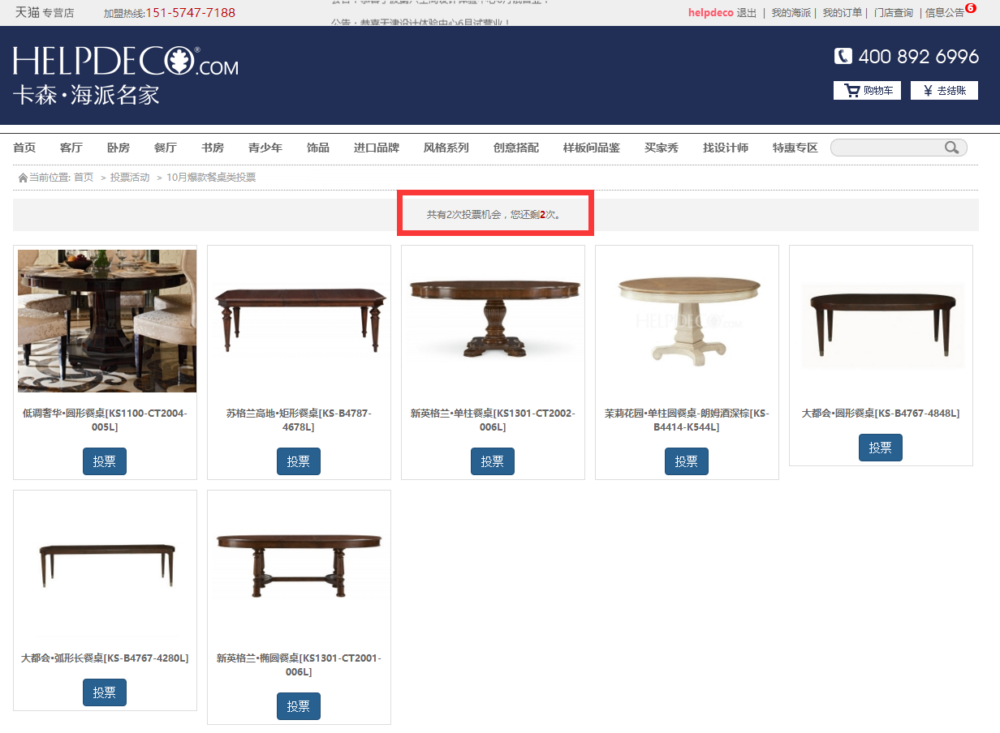 天猫 专营店
加盟热线:151-5747-7188
公告：恭喜天津设计体验中心6月试营业！
helpdeco 退出 | 我的海派 | 我的订单 | 门店查询 | 信息公告 6
HELPDECO®.COM
卡森·海派名家
400 892 6996
购物车
¥ 去结账
首页 客厅 卧房 餐厅 书房 青少年 饰品 进口品牌 风格系列 创意搭配 样板间品鉴 买家秀 找设计师 特惠专区
当前位置: 首页 > 投票活动 > 10月爆款餐桌类投票
共有2次投票机会，您还剩2次。
低调奢华•圆形餐桌[KS1100-CT2004-
005L]
投票
苏格兰高地•矩形餐桌[KS-B4787-
4678L]
投票
新英格兰•单柱餐桌[KS1301-CT2002-
006L]
投票
HELPDECO.COM
茉莉花园•单柱圆餐桌-朗姆酒深棕[KS-
B4414-K544L]
投票
大都会•圆形餐桌[KS-B4767-4848L]
投票
大都会•弧形长餐桌[KS-B4767-4280L]
投票
新英格兰•椭圆餐桌[KS1301-CT2001-
006L]
投票